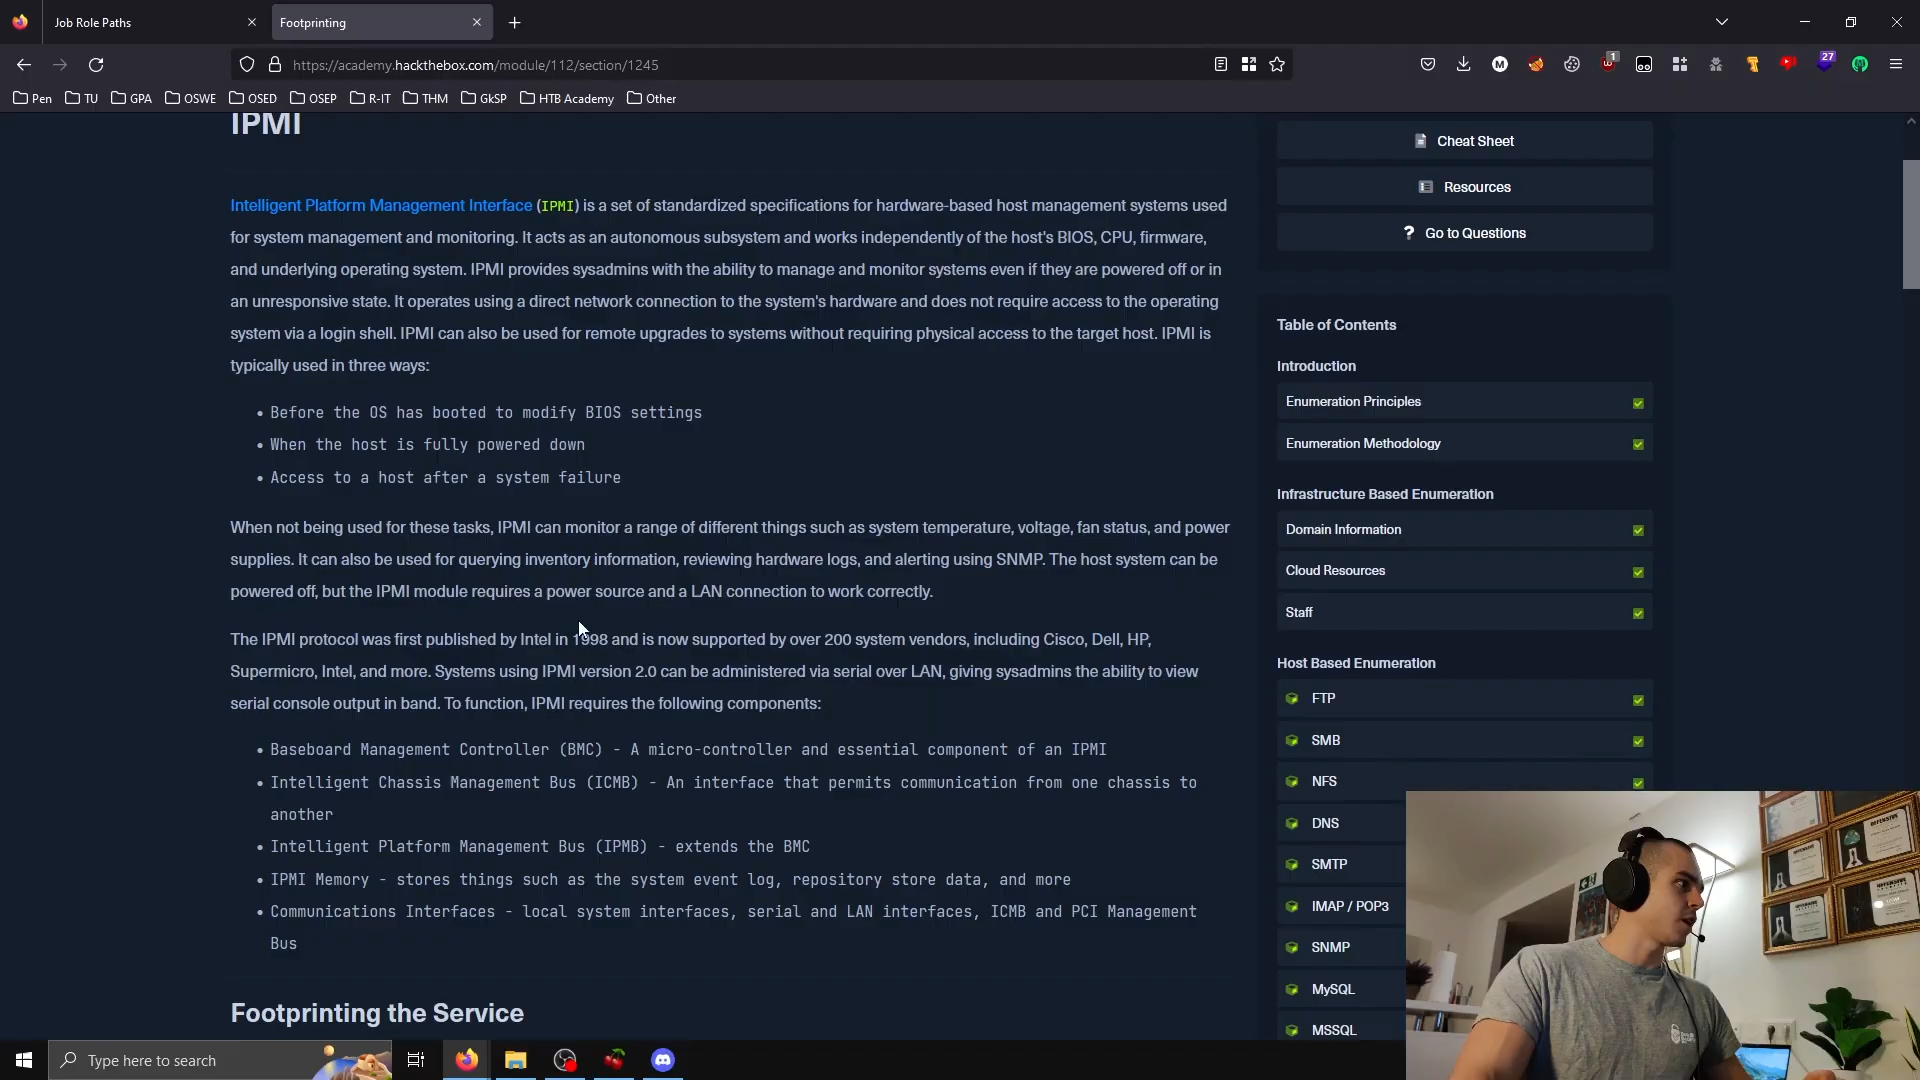 Job Role Paths
Footprinting
https://academy.hackthebox.com/module/112/section/1245
1
27
Pen
TU
GPA
OSWE
OSED
OSEP
R-IT
THM
GkSP
HTB Academy
Other
IPMI
Intelligent Platform Management Interface (IPMI) is a set of standardized specifications for hardware-based host management systems used
for system management and monitoring. It acts as an autonomous subsystem and works independently of the host's BIOS, CPU, firmware,
and underlying operating system. IPMI provides sysadmins with the ability to manage and monitor systems even if they are powered off or in
an unresponsive state. It operates using a direct network connection to the system's hardware and does not require access to the operating
system via a login shell. IPMI can also be used for remote upgrades to systems without requiring physical access to the target host. IPMI is
typically used in three ways:
• Before the OS has booted to modify BIOS settings
• When the host is fully powered down
• Access to a host after a system failure
When not being used for these tasks, IPMI can monitor a range of different things such as system temperature, voltage, fan status, and power
supplies. It can also be used for querying inventory information, reviewing hardware logs, and alerting using SNMP. The host system can be
powered off, but the IPMI module requires a power source and a LAN connection to work correctly.
The IPMI protocol was first published by Intel in 1998 and is now supported by over 200 system vendors, including Cisco, Dell, HP,
Supermicro, Intel, and more. Systems using IPMI version 2.0 can be administered via serial over LAN, giving sysadmins the ability to view
serial console output in band. To function, IPMI requires the following components:
• Baseboard Management Controller (BMC) - A micro-controller and essential component of an IPMI
• Intelligent Chassis Management Bus (ICMB) - An interface that permits communication from one chassis to
another
• Intelligent Platform Management Bus (IPMB) - extends the BMC
• IPMI Memory - stores things such as the system event log, repository store data, and more
• Communications Interfaces - local system interfaces, serial and LAN interfaces, ICMB and PCI Management
Bus
Footprinting the Service
Cheat Sheet
Resources
? Go to Questions
Table of Contents
Introduction
Enumeration Principles
Enumeration Methodology
Infrastructure Based Enumeration
Domain Information
Cloud Resources
Staff
Host Based Enumeration
FTP
SMB
NFS
DNS
SMTP
IMAP / POP3
SNMP
MySQL
MSSQL
Type here to search